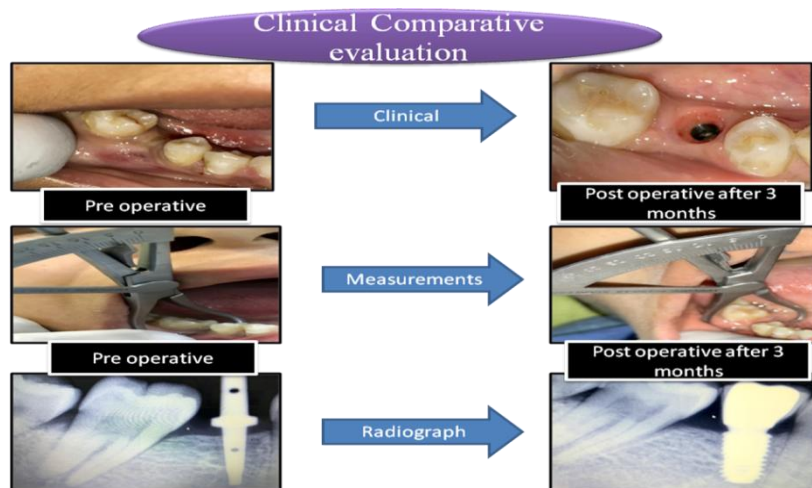 Clinical Comparative
evaluation
Clinical
Pre operative
Post operative after 3
months
Measurements
Pre operative
Post operative after 3
months
Radiograph